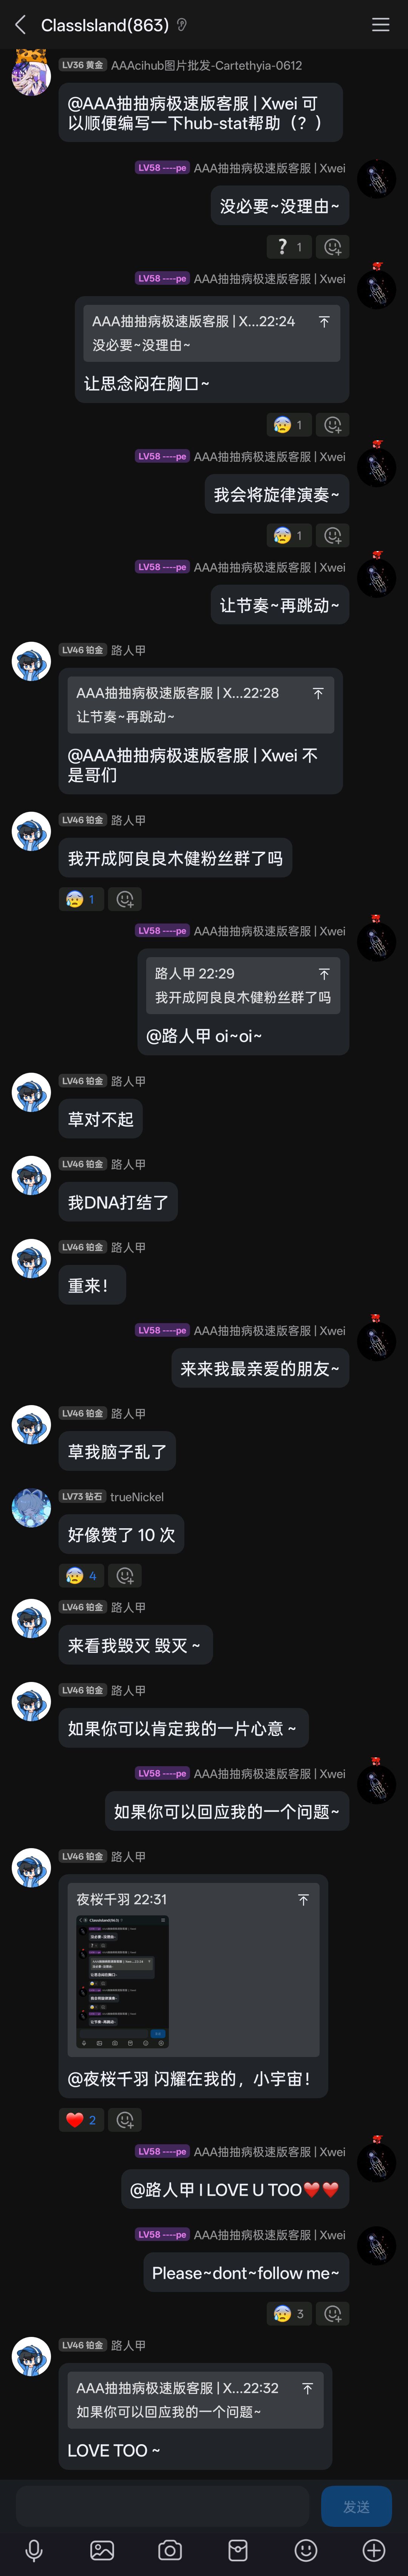 ClassIsland(863)
LV36 黄金 AAAcihub图片批发-Cartethyia-0612
@AAA抽抽病极速版客服 | Xwei 可
以顺便编写一下hub-stat帮助（？）
LV58 ----pe AAA抽抽病极速版客服 | Xwei
没必要~没理由~
? 1
LV58 ----pe AAA抽抽病极速版客服 | Xwei
AAA抽抽病极速版客服 | X...22:24
没必要~没理由~
让思念闷在胸口~
1
LV58 ----pe AAA抽抽病极速版客服 | Xwei
我会将旋律演奏~
1
LV58 ----pe AAA抽抽病极速版客服 | Xwei
让节奏~再跳动~
LV46 铂金 路人甲
AAA抽抽病极速版客服 | X...22:28
让节奏~再跳动~
@AAA抽抽病极速版客服 | Xwei 不
是哥们
LV46 铂金 路人甲
我开成阿良良木健粉丝群了吗
1
LV58 ----pe AAA抽抽病极速版客服 | Xwei
路人甲 22:29
我开成阿良良木健粉丝群了吗
@路人甲 oi~oi~
LV46 铂金 路人甲
草对不起
LV46 铂金 路人甲
我DNA打结了
LV46 铂金 路人甲
重来！
LV58 ----pe AAA抽抽病极速版客服 | Xwei
来来我最亲爱的朋友~
LV46 铂金 路人甲
草我脑子乱了
LV73 钻石 trueNickel
好像赞了 10 次
4
LV46 铂金 路人甲
来看我毁灭 毁灭 ~
LV46 铂金 路人甲
如果你可以肯定我的一片心意 ~
LV58 ----pe AAA抽抽病极速版客服 | Xwei
如果你可以回应我的一个问题~
LV46 铂金 路人甲
夜桜千羽 22:31
@夜桜千羽 闪耀在我的，小宇宙！
2
LV58 ----pe AAA抽抽病极速版客服 | Xwei
@路人甲 I LOVE U TOO❤️❤️
LV58 ----pe AAA抽抽病极速版客服 | Xwei
Please~dont~follow me~
3
LV46 铂金 路人甲
AAA抽抽病极速版客服 | X...22:32
如果你可以回应我的一个问题~
LOVE TOO ~
发送